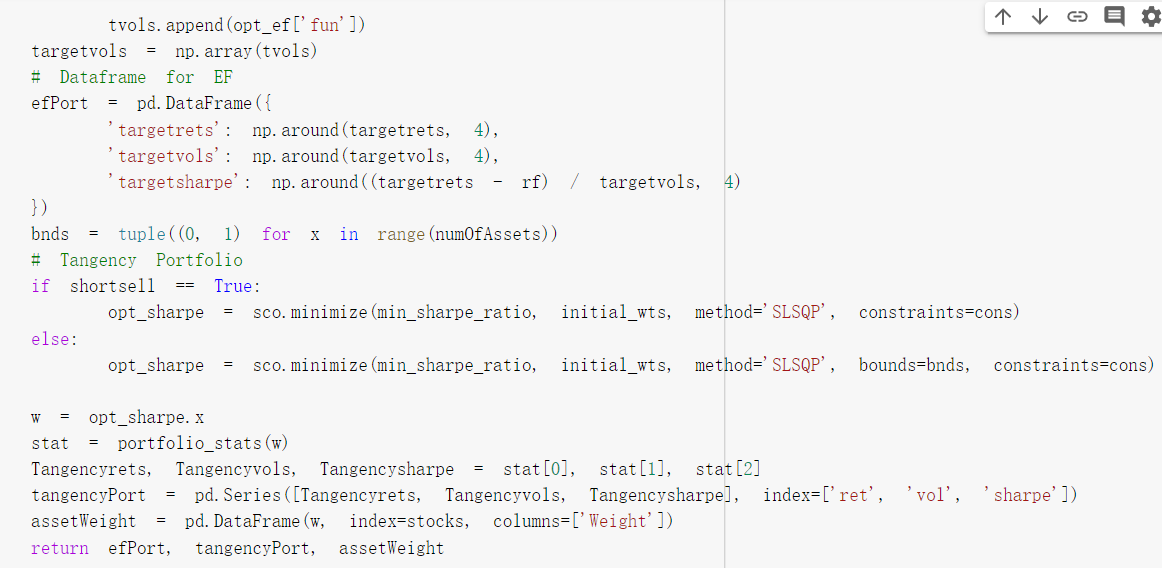 tvols.append(opt_ef['fun'])
targetvols = np.array(tvols)
# Dataframe for EF
efPort = pd.DataFrame({
        'targetrets': np.around(targetrets, 4),
        'targetvols': np.around(targetvols, 4),
        'targetsharpe': np.around((targetrets - rf) / targetvols, 4)
})
bnds = tuple((0, 1) for x in range(numOfAssets))
# Tangency Portfolio
if shortsell == True:
        opt_sharpe = sco.minimize(min_sharpe_ratio, initial_wts, method='SLSQP', constraints=cons)
else:
        opt_sharpe = sco.minimize(min_sharpe_ratio, initial_wts, method='SLSQP', bounds=bnds, constraints=cons)

w = opt_sharpe.x
stat = portfolio_stats(w)
Tangencyrets, Tangencyvols, Tangencysharpe = stat[0], stat[1], stat[2]
tangencyPort = pd.Series([Tangencyrets, Tangencyvols, Tangencysharpe], index=['ret', 'vol', 'sharpe'])
assetWeight = pd.DataFrame(w, index=stocks, columns=['Weight'])
return efPort, tangencyPort, assetWeight